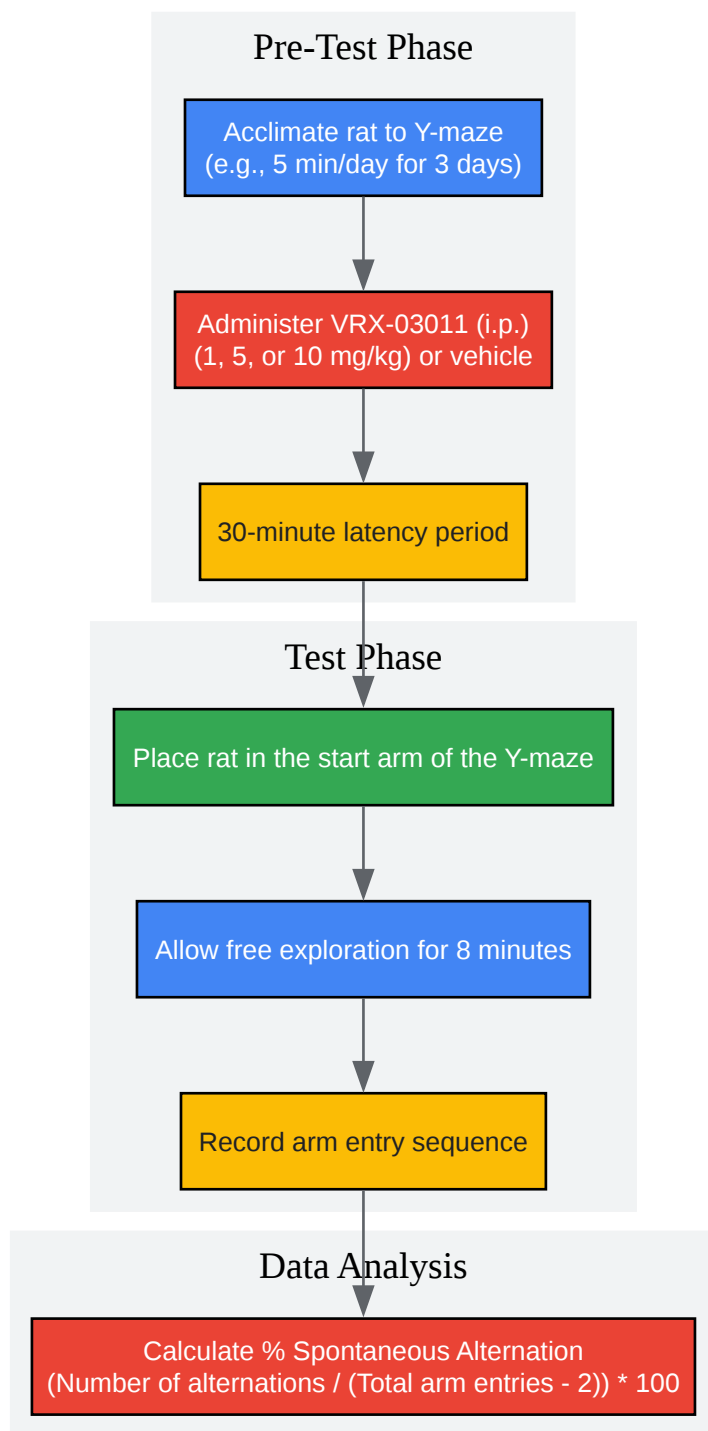 Pre-Test Phase
Acclimate rat to Y-maze
(e.g., 5 min/day for 3 days)
Administer VRX-03011 (i.p.)
(1, 5, or 10 mg/kg) or vehicle
30-minute latency period
Test Phase
Place rat in the start arm of the Y-maze
Allow free exploration for 8 minutes
Record arm entry sequence
Data Analysis
Calculate % Spontaneous Alternation
(Number of alternations / (Total arm entries - 2)) * 100